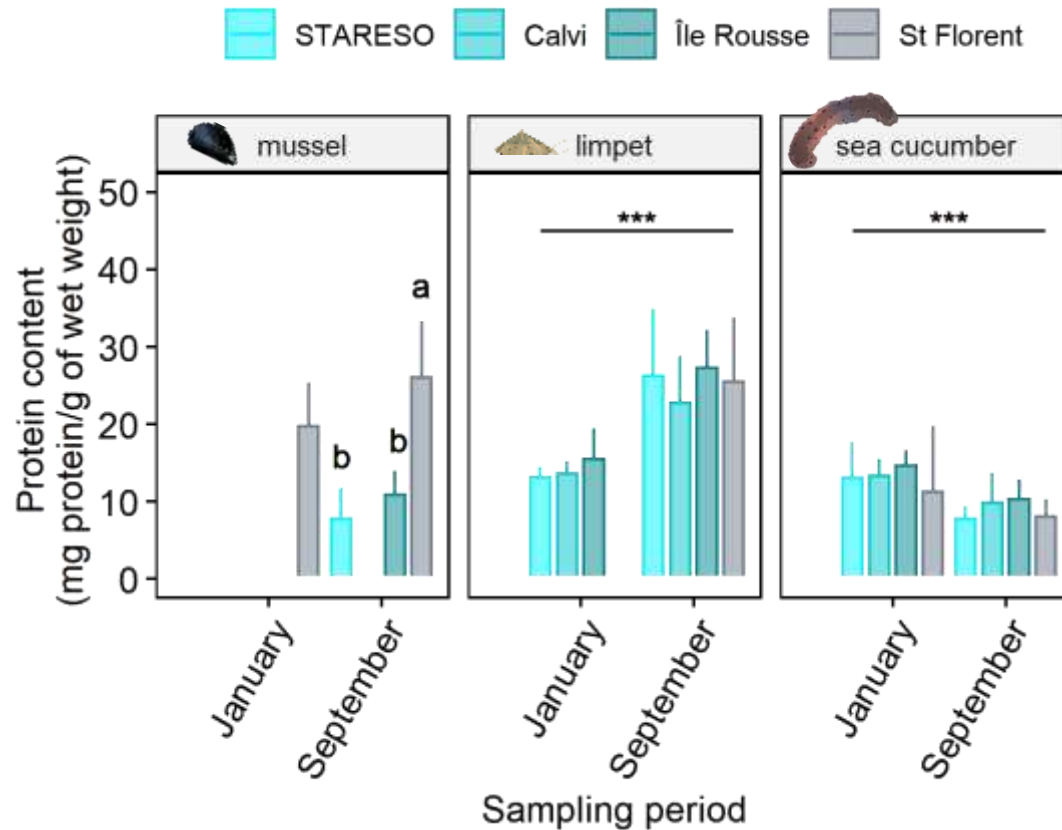 STARESO Calvi Île Rousse St Florent
mussel limpet sea cucumber
Protein content
(mg protein/g of wet weight)
50
40
30
20
10
0
*** ***
a
b b
January September January September January September
Sampling period